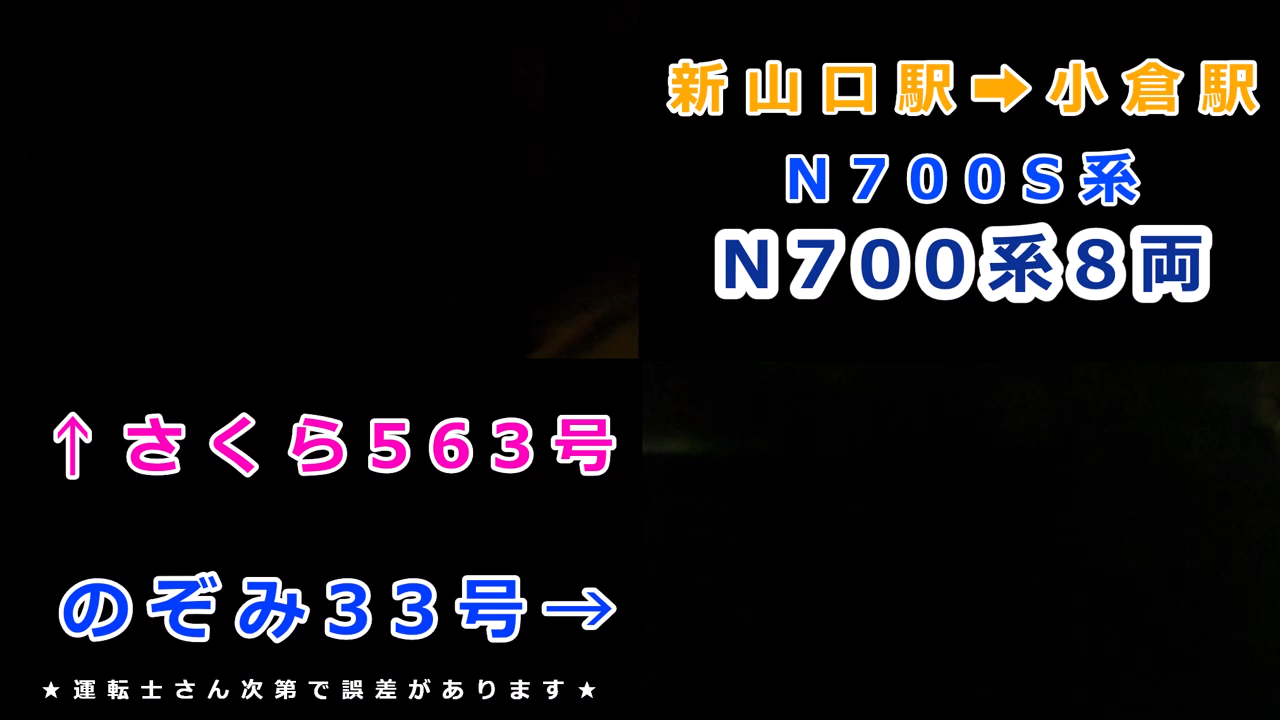 新山口駅➡小倉駅
N700S系
N700系8両
↑さくら563号
のぞみ33号→
★運転士さん次第で誤差があります★